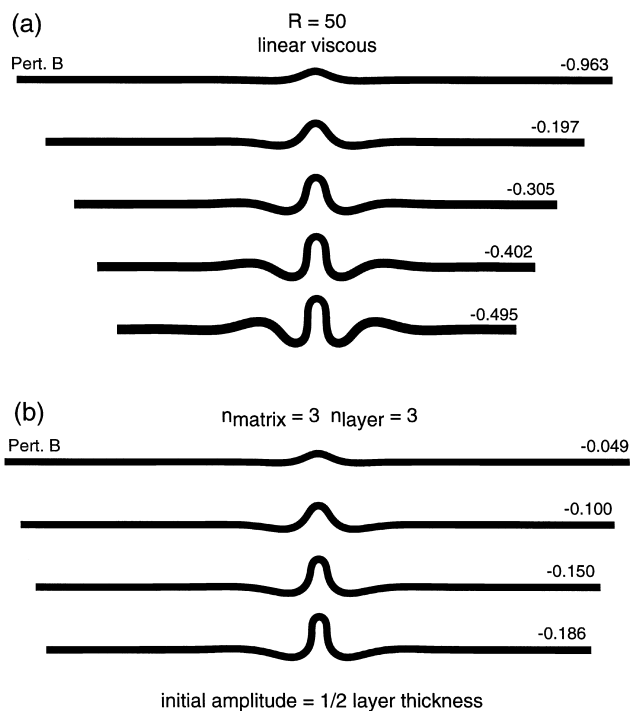 (a)
R = 50
linear viscous
Pert. B
-0.963
-0.197
-0.305
-0.402
-0.495
(b)
nmatrix = 3 nlayer = 3
Pert. B
-0.049
-0.100
-0.150
-0.186
initial amplitude = 1/2 layer thickness